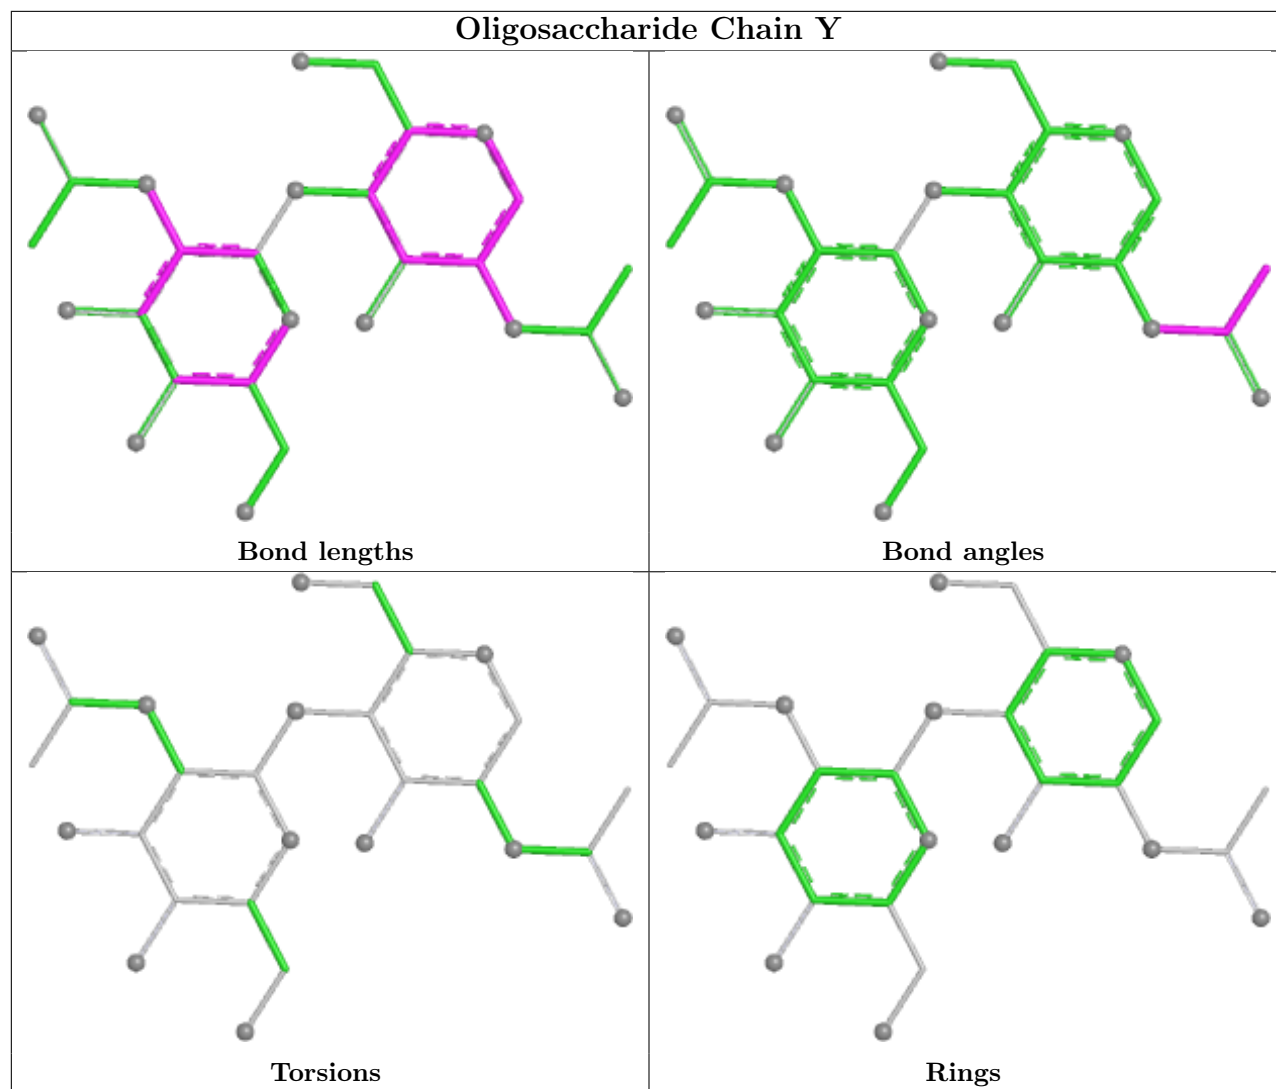 Oligosaccharide Chain Y
Bond lengths
Bond angles
Torsions
Rings